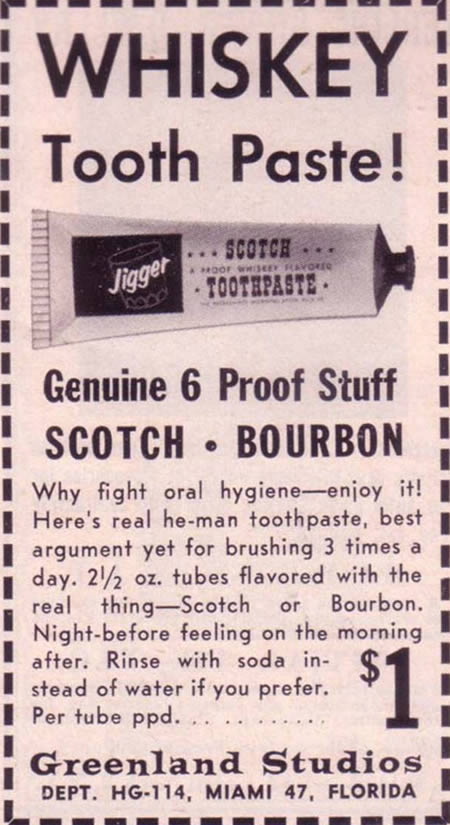 WHISKEY
Tooth Paste!
Jigger
SCOTCH
PROOF WHISKEY FLAVORED
TOOTHPASTE
Genuine 6 Proof Stuff
SCOTCH • BOURBON
Why fight oral hygiene—enjoy it!
Here's real he-man toothpaste, best
argument yet for brushing 3 times a
day. 2½ oz. tubes flavored with the
real thing—Scotch or Bourbon.
Night-before feeling on the morning
after. Rinse with soda in-
stead of water if you prefer.
Per tube ppd. . . . . . . . . . . .
$1
Greenland Studios
DEPT. HG-114, MIAMI 47, FLORIDA